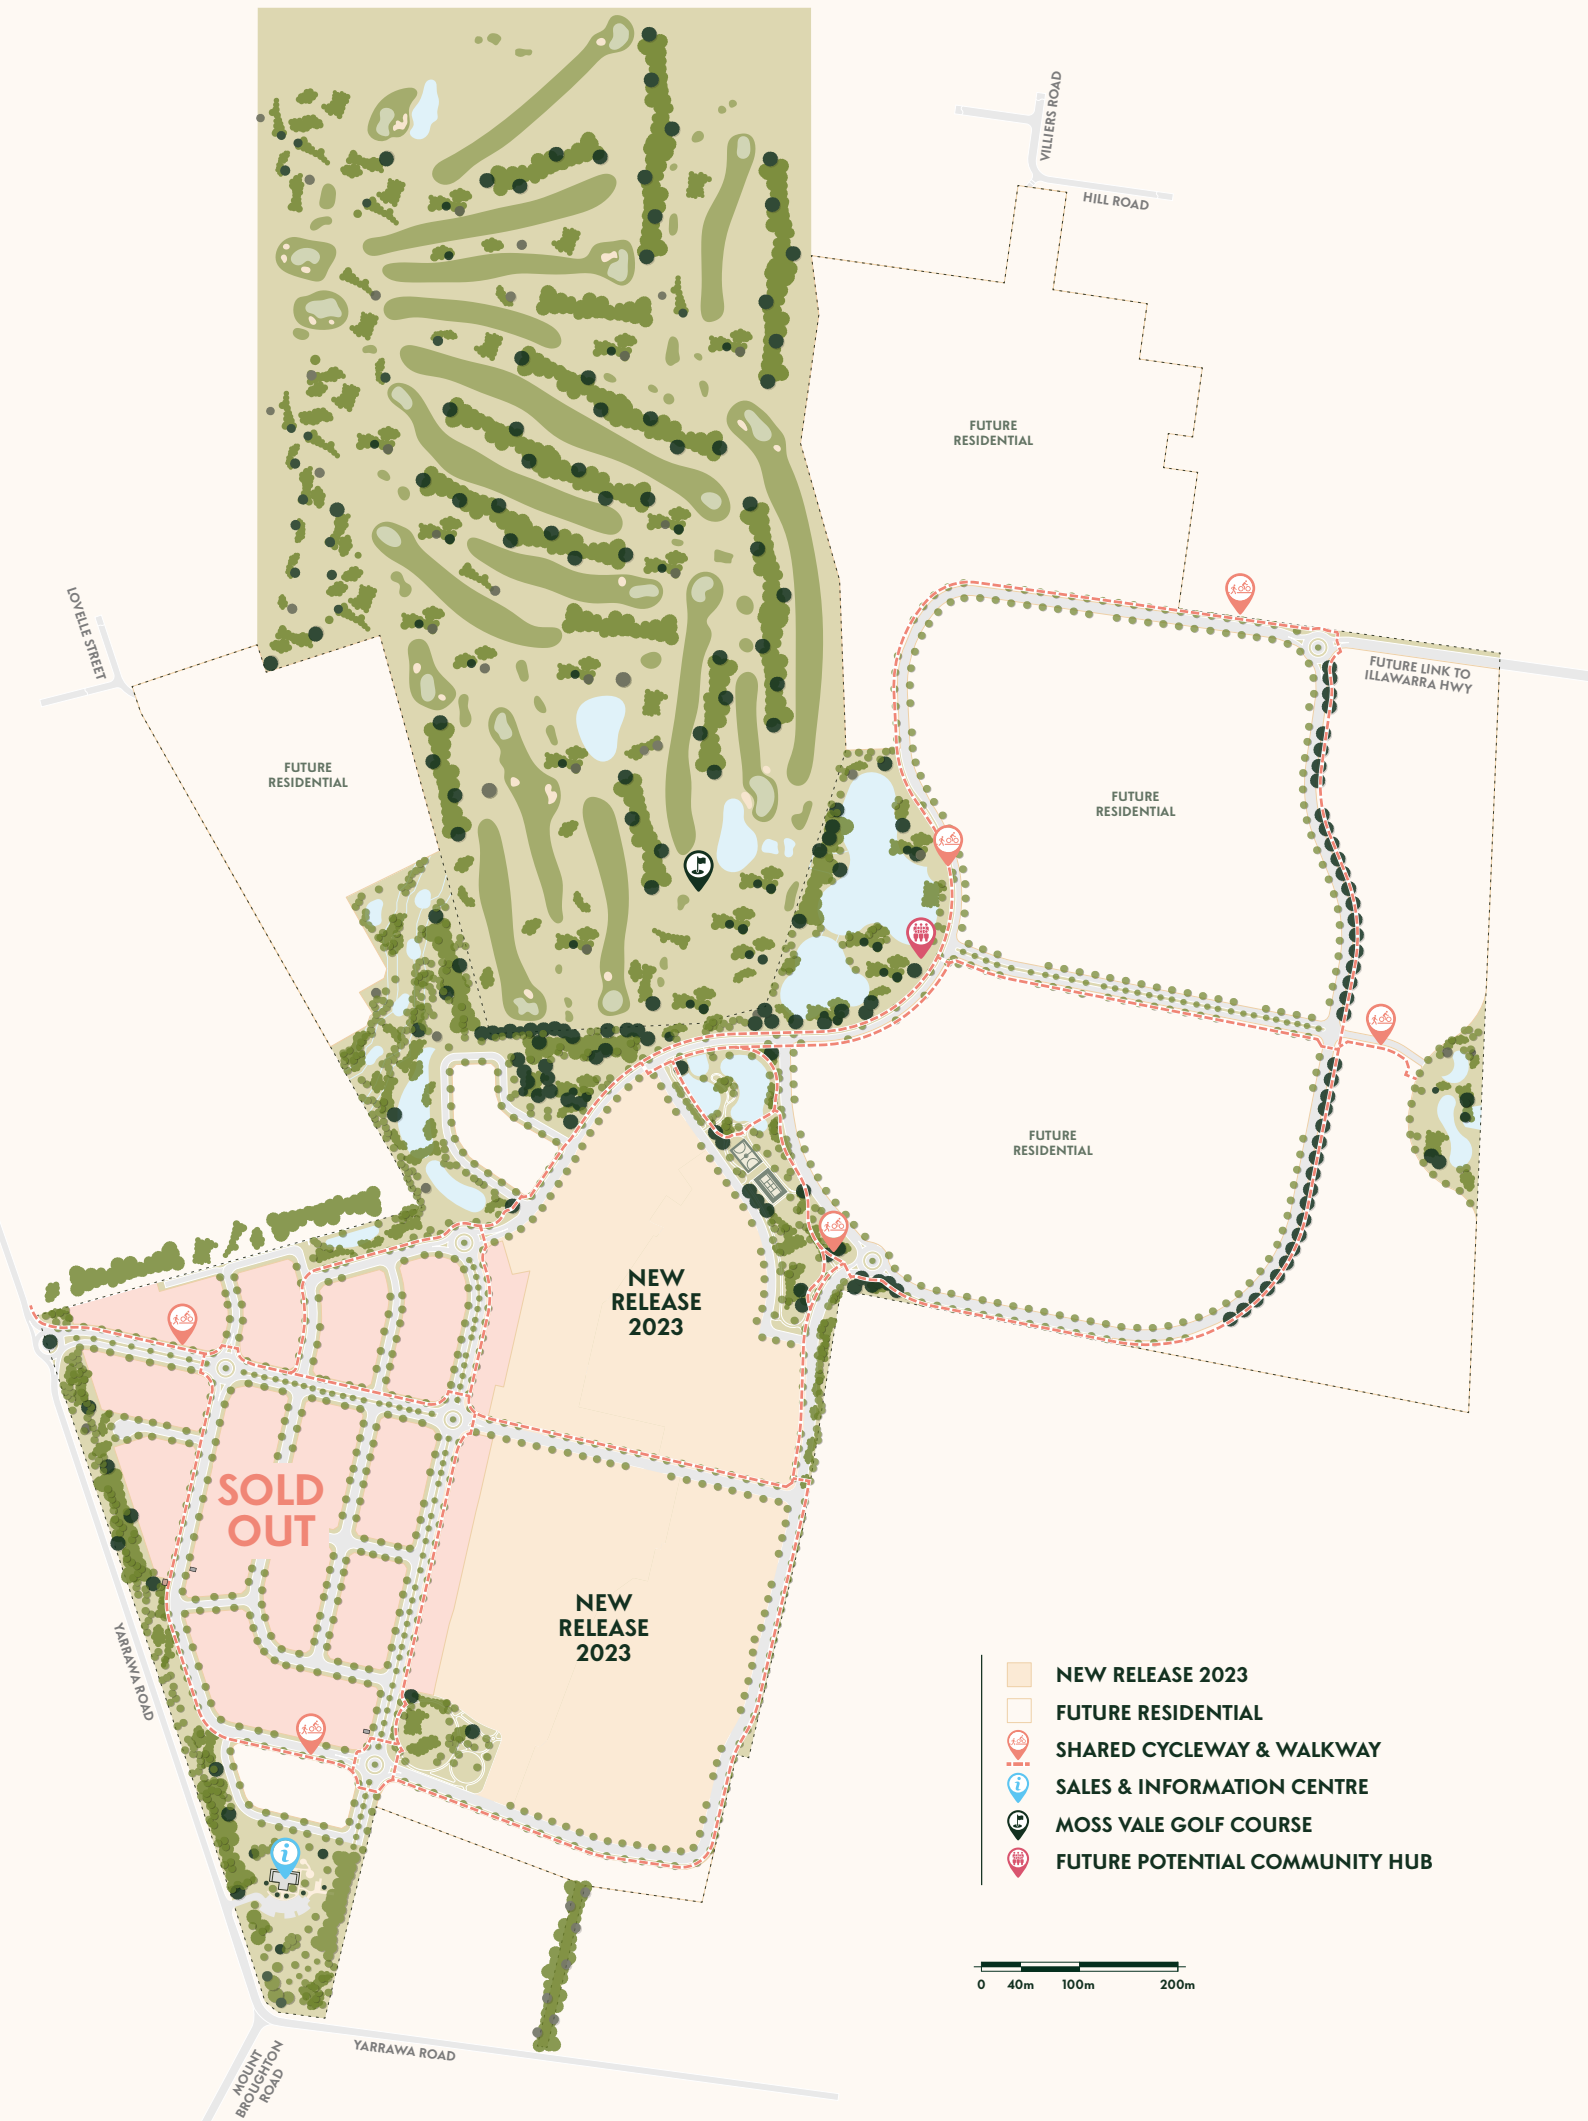 VILLIERS ROAD
HILL ROAD
FUTURE
RESIDENTIAL
LOVELLE STREET
FUTURE LINK TO
ILLAWARRA HWY
FUTURE
RESIDENTIAL
FUTURE
RESIDENTIAL
FUTURE
RESIDENTIAL
NEW
RELEASE
2023
SOLD
OUT
NEW
RELEASE
2023
YARRAWA ROAD
NEW RELEASE 2023
FUTURE RESIDENTIAL
SHARED CYCLEWAY & WALKWAY
i
SALES & INFORMATION CENTRE
MOSS VALE GOLF COURSE
FUTURE POTENTIAL COMMUNITY HUB
i
0 40m 100m 200m
YARRAWA ROAD
MOUNT
BROUGHTON
ROAD